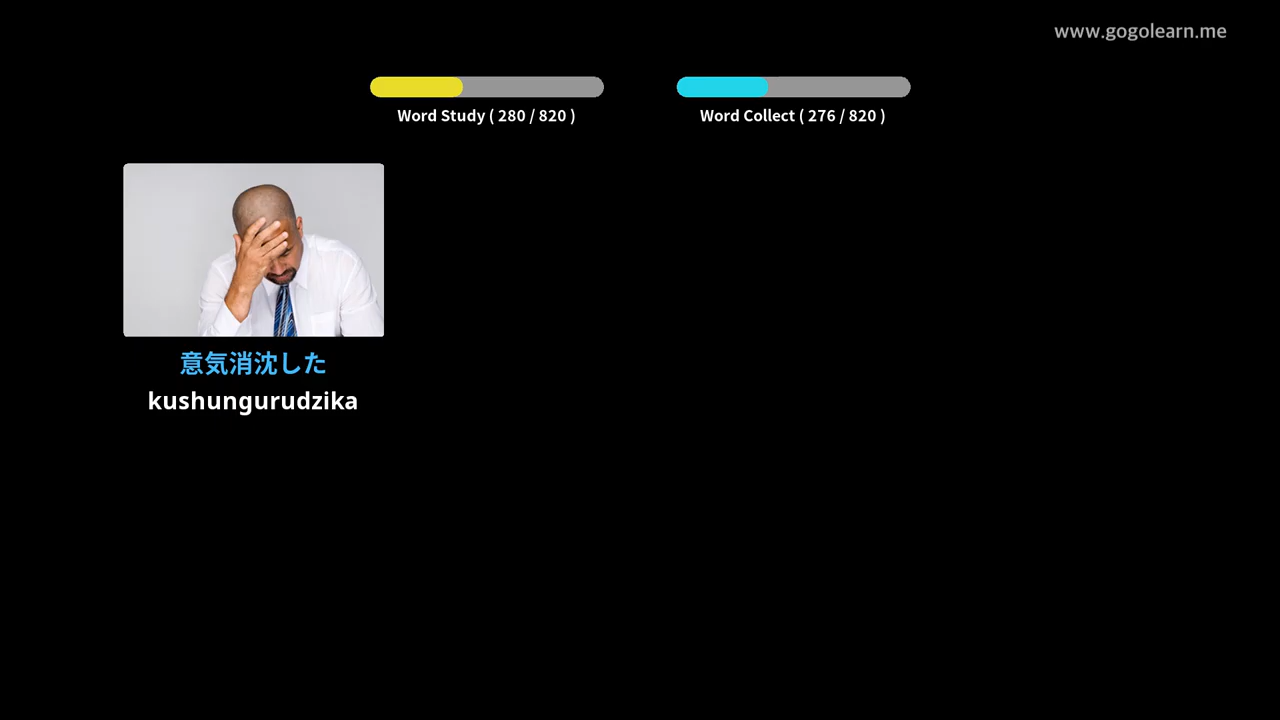 www.gogolearn.me
Word Study ( 280 / 820 )
Word Collect ( 276 / 820 )
意気消沈した
kushungurudzika